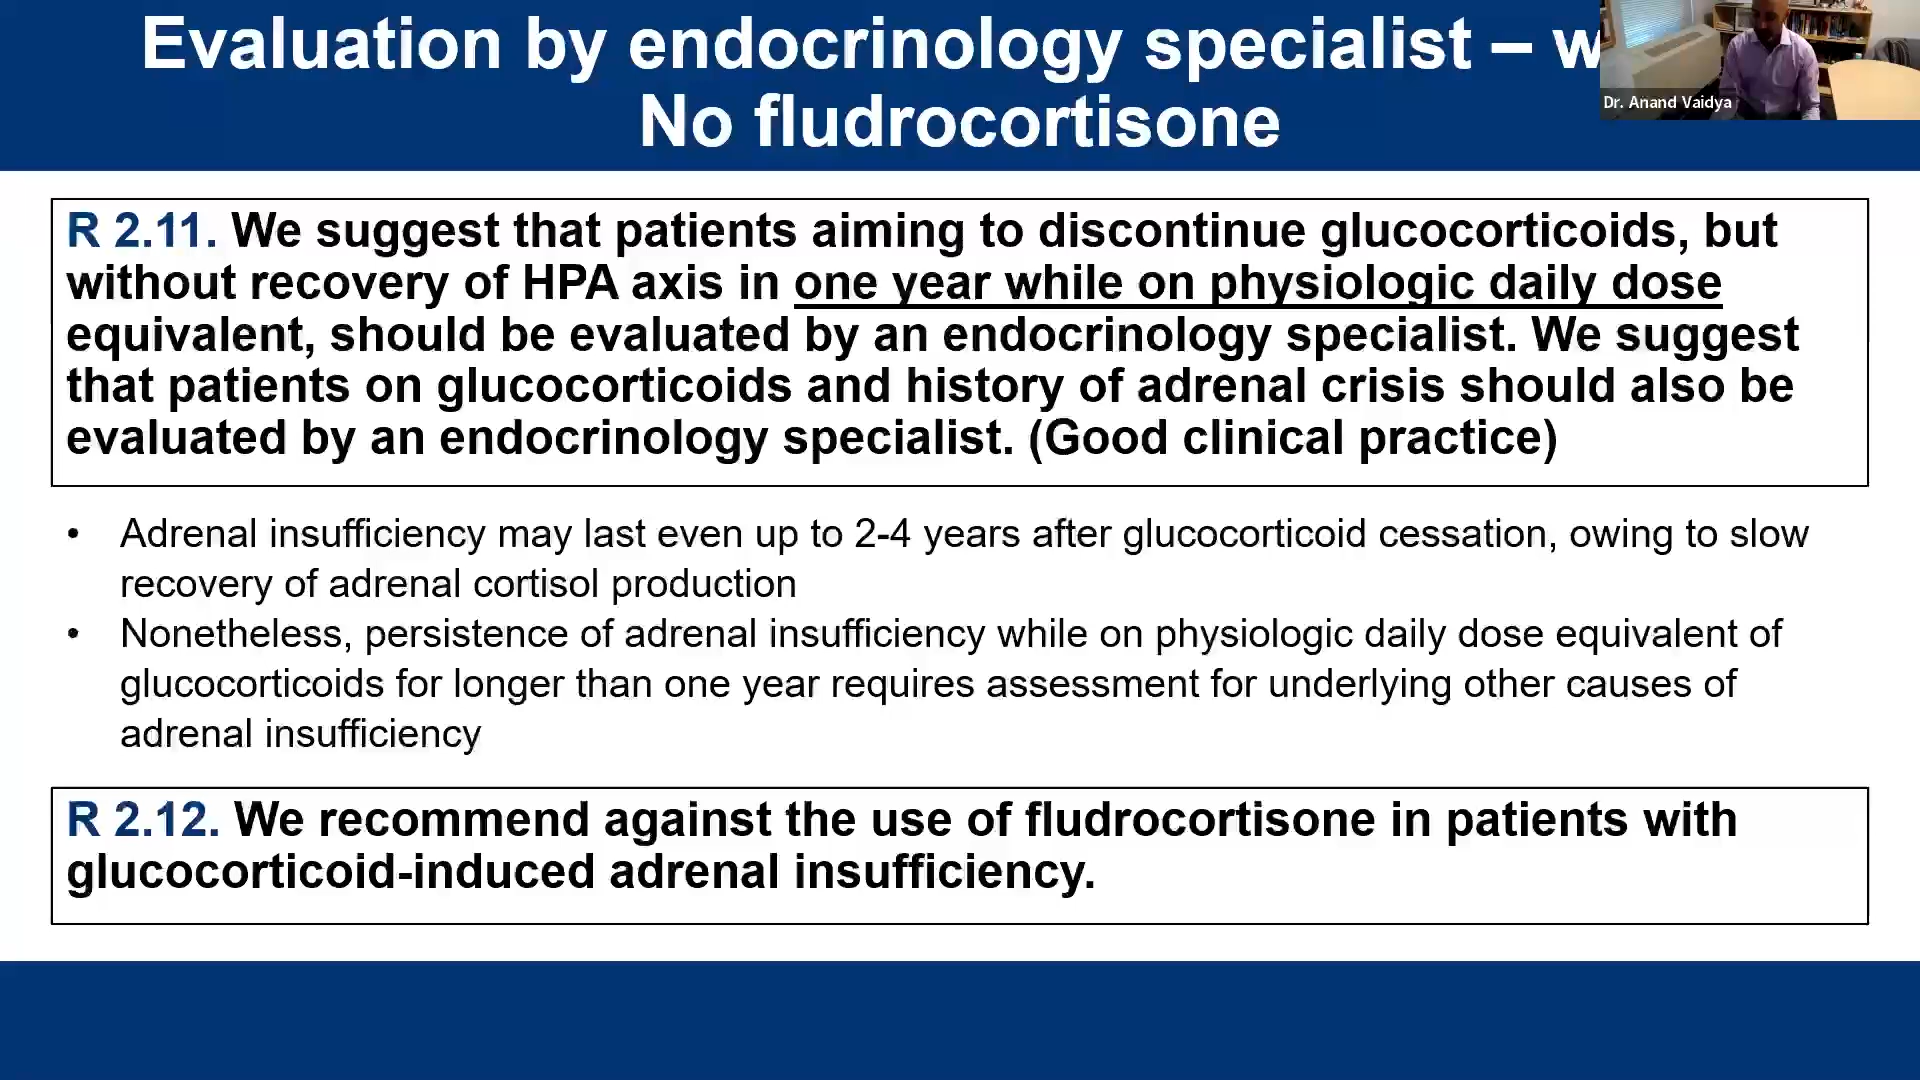 Evaluation by endocrinology specialist –
No fludrocortisone
Dr. Anand Vaidya
R 2.11. We suggest that patients aiming to discontinue glucocorticoids, but
without recovery of HPA axis in one year while on physiologic daily dose
equivalent, should be evaluated by an endocrinology specialist. We suggest
that patients on glucocorticoids and history of adrenal crisis should also be
evaluated by an endocrinology specialist. (Good clinical practice)
• Adrenal insufficiency may last even up to 2-4 years after glucocorticoid cessation, owing to slow
recovery of adrenal cortisol production
• Nonetheless, persistence of adrenal insufficiency while on physiologic daily dose equivalent of
glucocorticoids for longer than one year requires assessment for underlying other causes of
adrenal insufficiency
R 2.12. We recommend against the use of fludrocortisone in patients with
glucocorticoid-induced adrenal insufficiency.